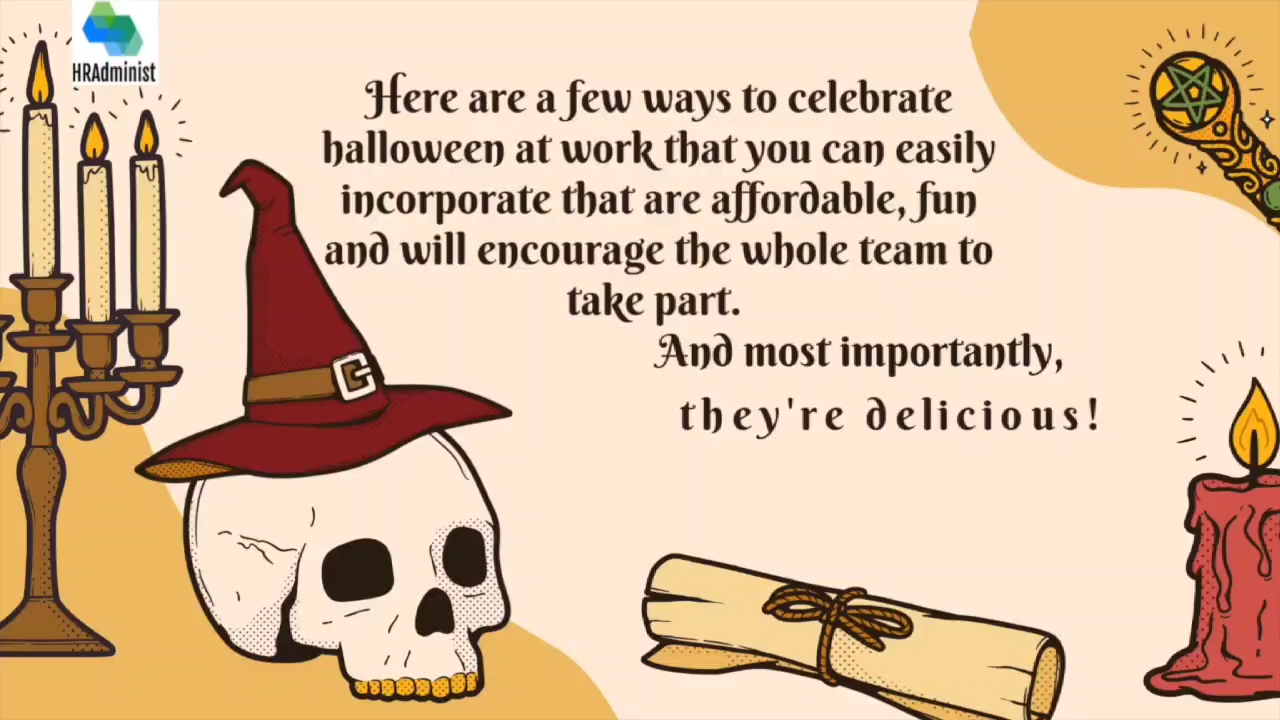 HRAdminist
Here are a few ways to celebrate
halloween at work that you can easily
incorporate that are affordable, fun
and will encourage the whole team to
take part.
And most importantly,
they're delicious!